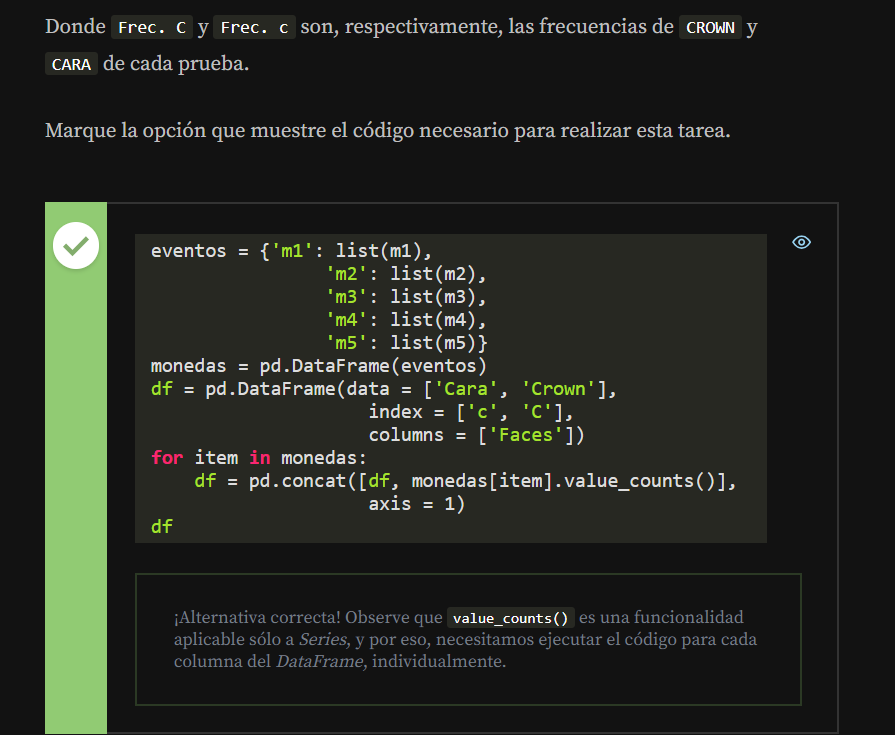 Donde Frec. C y Frec. c son, respectivamente, las frecuencias de CROWN y
CARA de cada prueba.
Marque la opción que muestre el código necesario para realizar esta tarea.
eventos = {'m1': list(m1),
'm2': list(m2),
'm3': list(m3),
'm4': list(m4),
'm5': list(m5)}
monedas = pd.DataFrame(eventos)
df = pd.DataFrame(data = ['Cara', 'Crown'],
index = ['c', 'C'],
columns = ['Faces'])
for item in monedas:
df = pd.concat([df, monedas[item].value_counts()],
axis = 1)
df
¡Alternativa correcta! Observe que value_counts() es una funcionalidad
aplicable sólo a Series, y por eso, necesitamos ejecutar el código para cada
columna del DataFrame, individualmente.